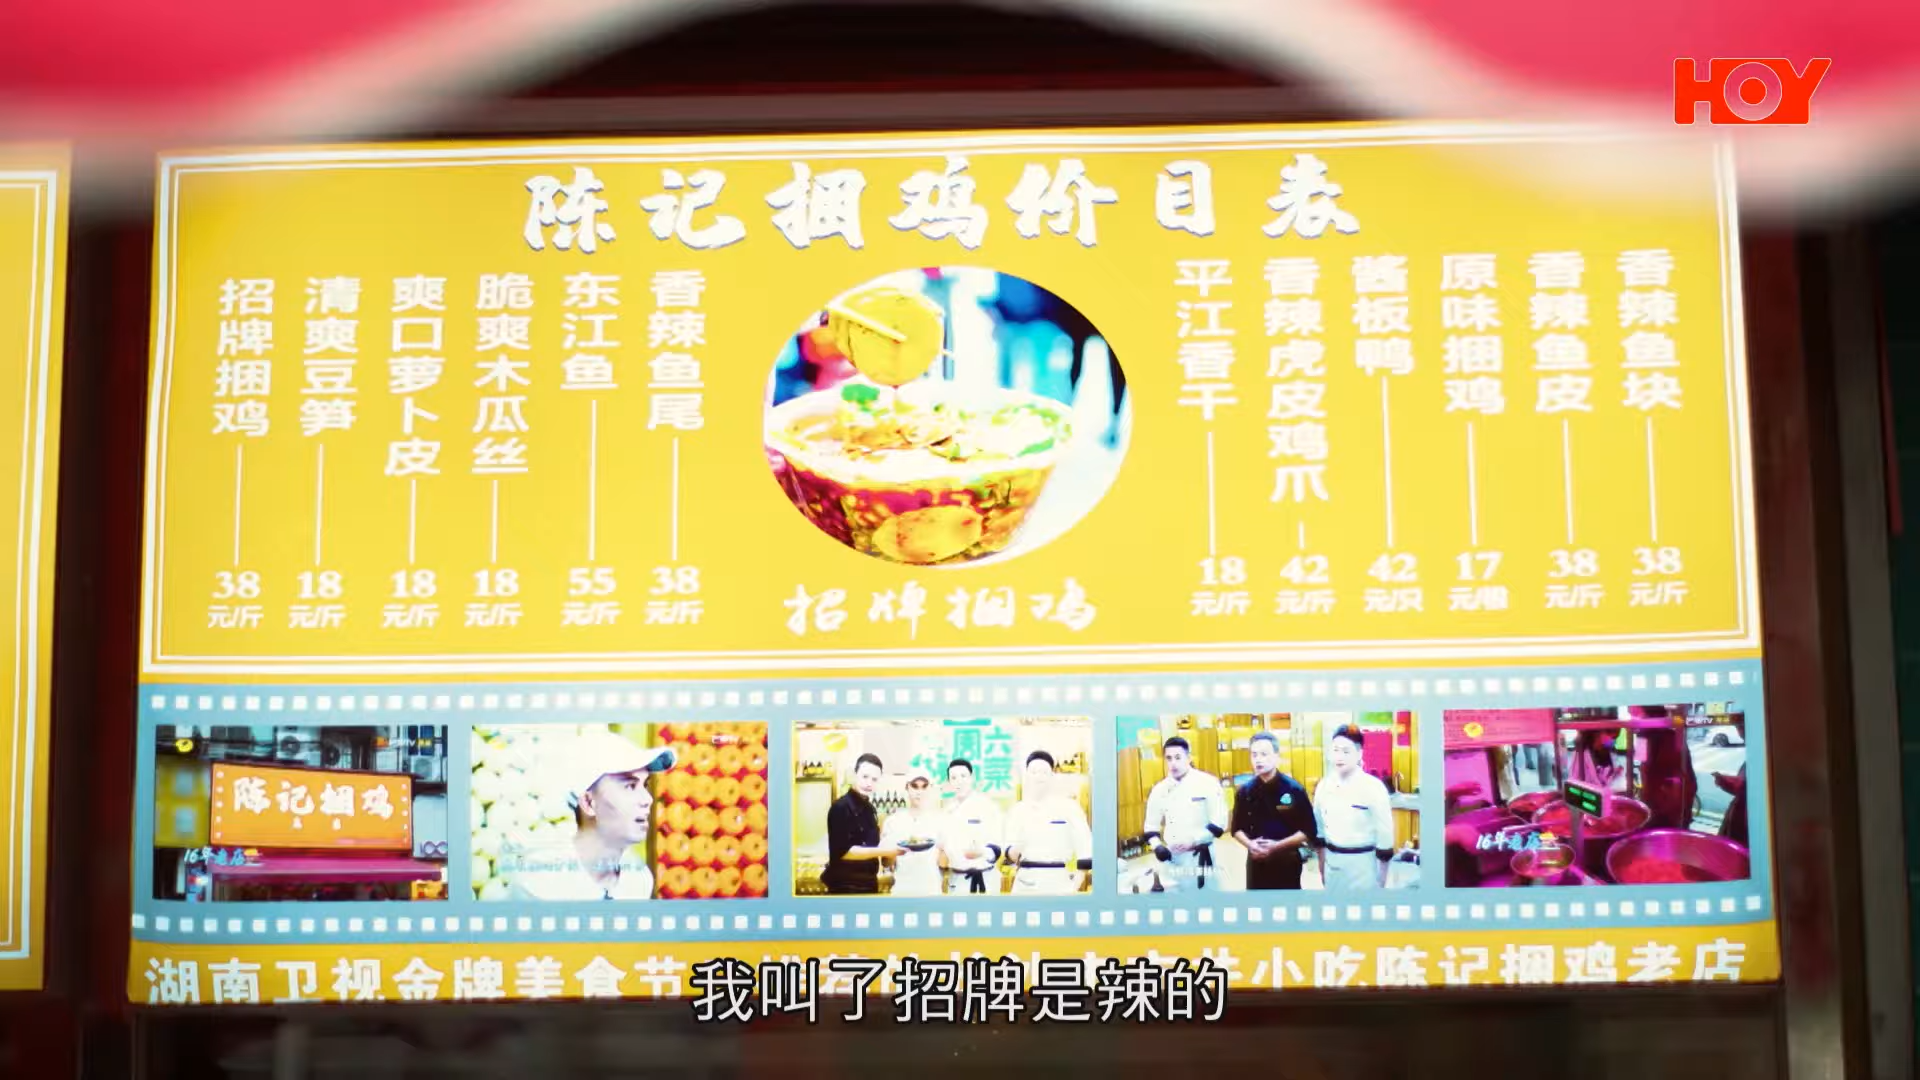 HOY
陈记捆鸡价目表
招牌捆鸡 38元/斤
清爽豆笋 18元/斤
爽口萝卜皮 18元/斤
脆爽木瓜丝 18元/斤
东江鱼 55元/斤
香辣鱼尾 38元/斤
招牌捆鸡
平江香干 18元/斤
香辣虎皮鸡爪 42元/斤
酱板鸭 42元/只
原味捆鸡 17元/根
香辣鱼皮 38元/斤
香辣鱼块 38元/斤
陈记捆鸡
16年老店
周六菜
16年老店
湖南卫视金牌美食节
小吃陈记捆鸡老店
我叫了招牌是辣的